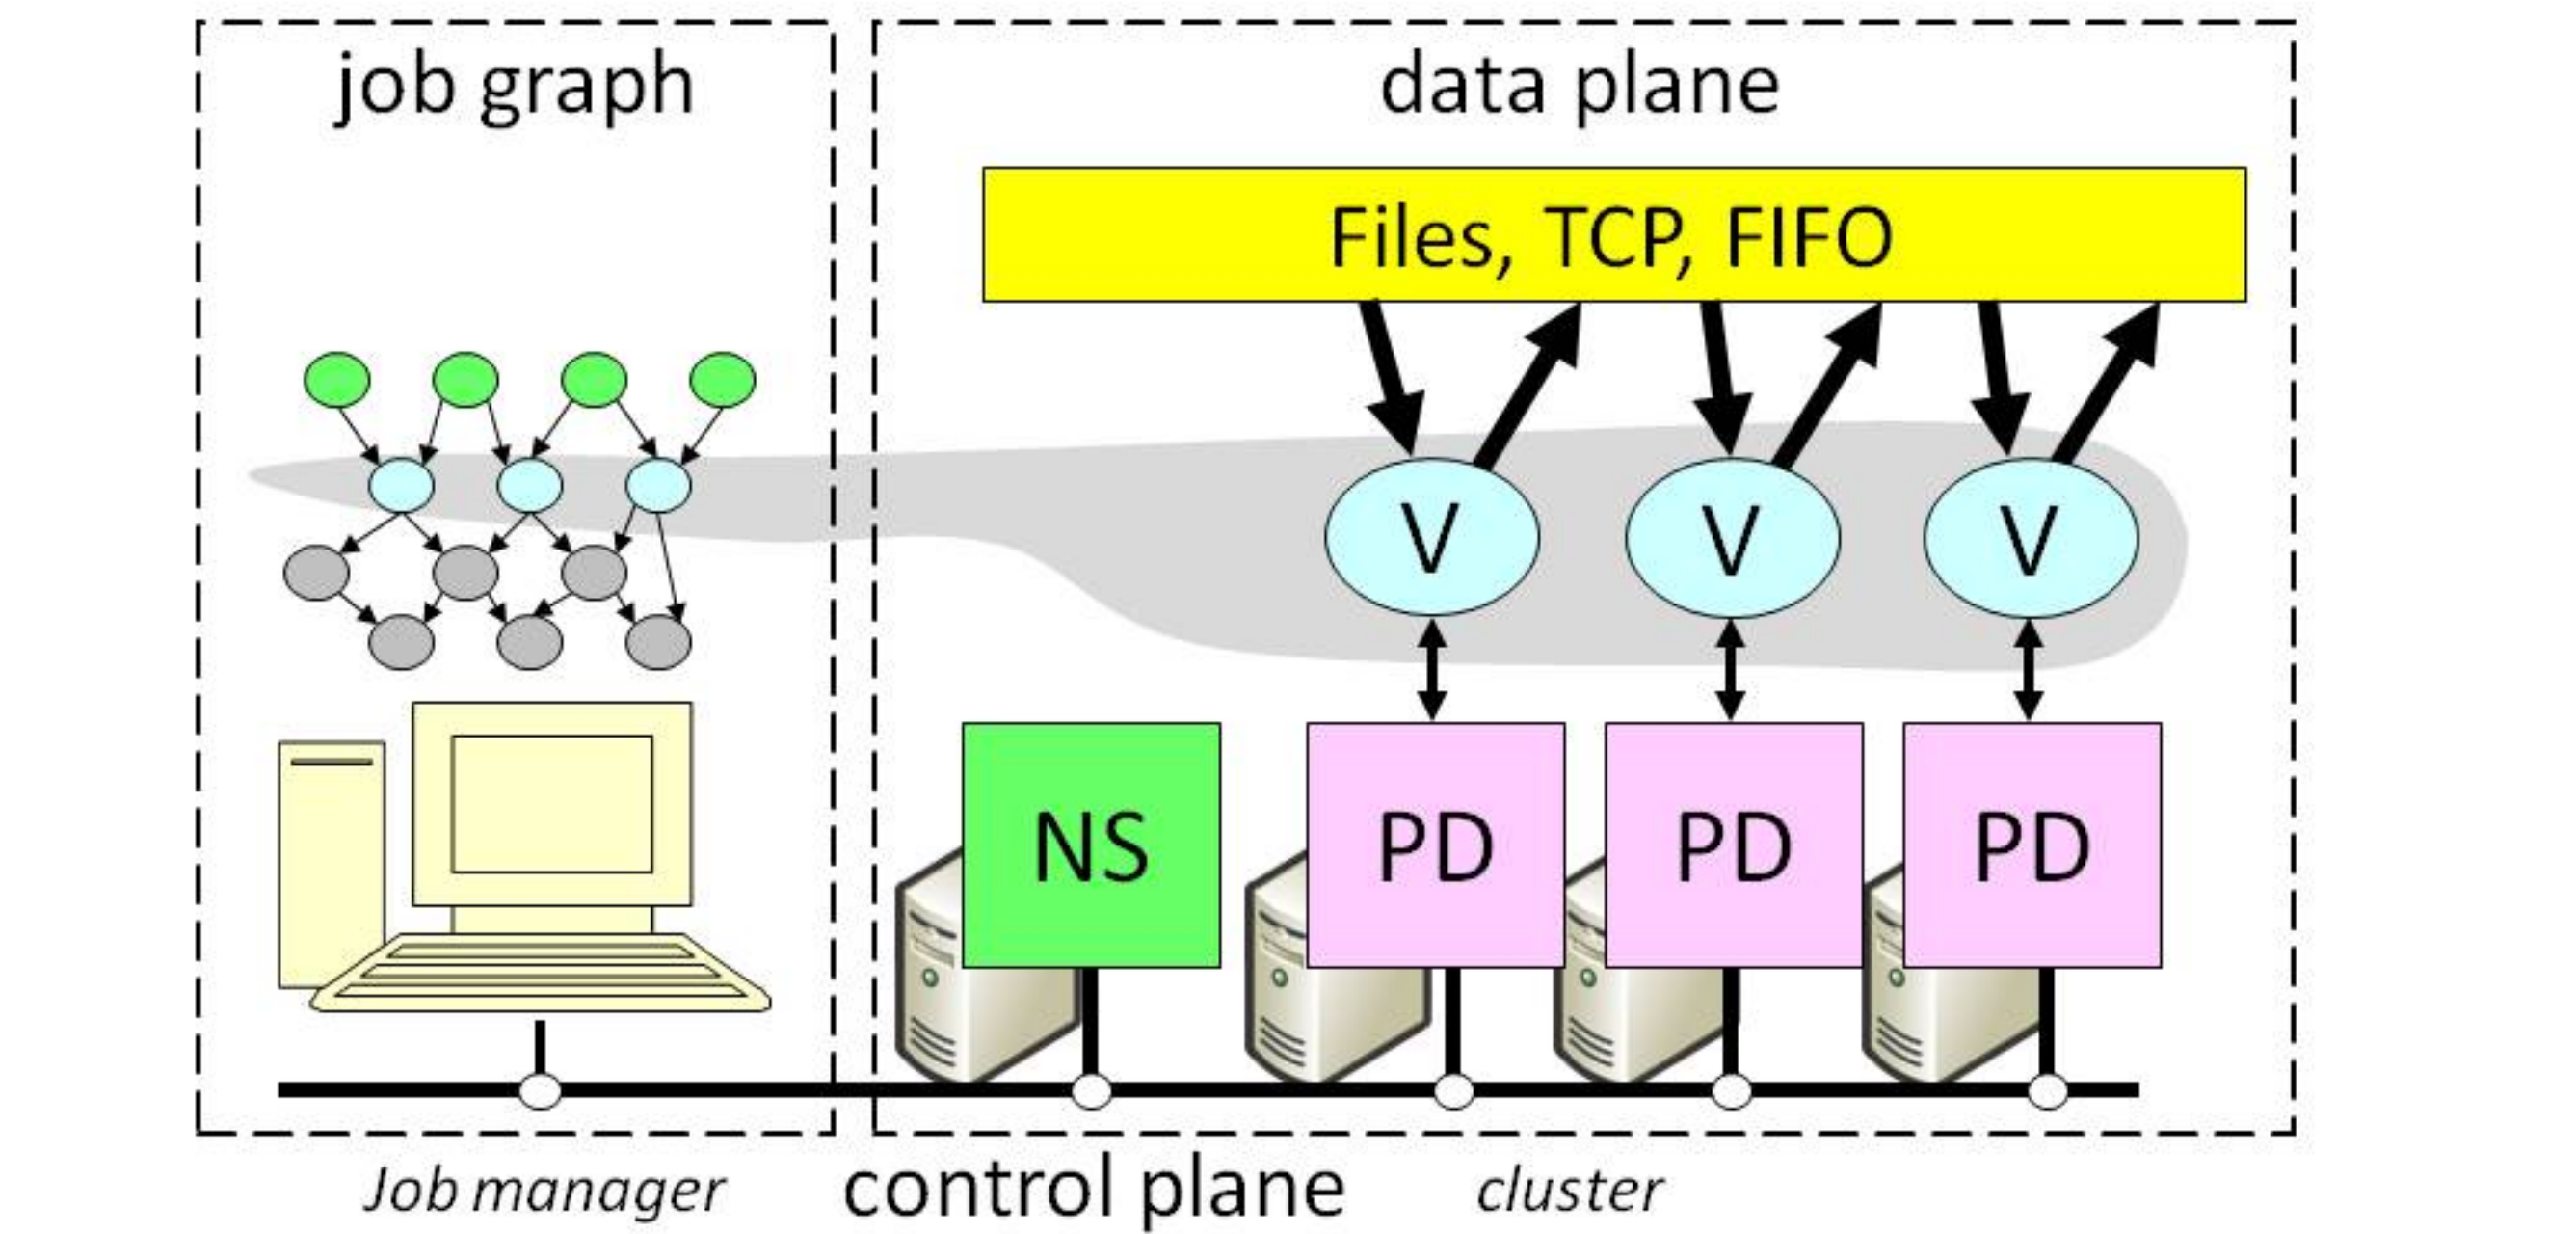 job graph
data plane
Files, TCP, FIFO
V
V
V
NS
PD
PD
PD
Job manager
control plane
cluster